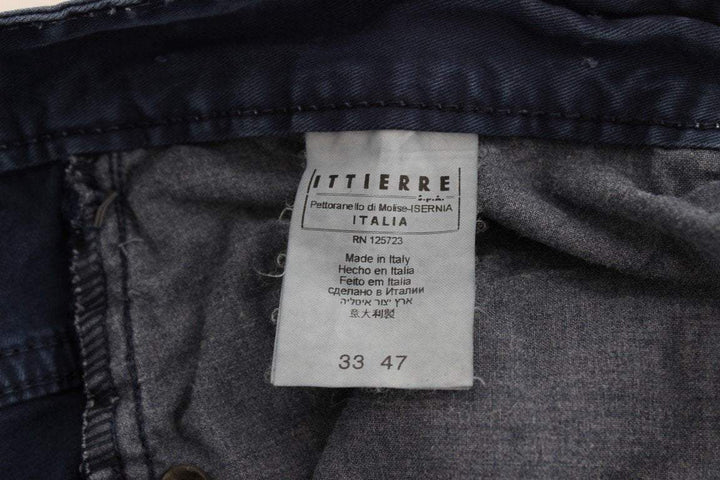 ITTIERRE
S.p.A.
Pettoranello di Molise-ISERNIA
ITALIA
RN 125723
Made in Italy
Hecho en Italia
Feito em Italia
сделано в Италии
ארץ יצור איטליה
意大利製
33 47